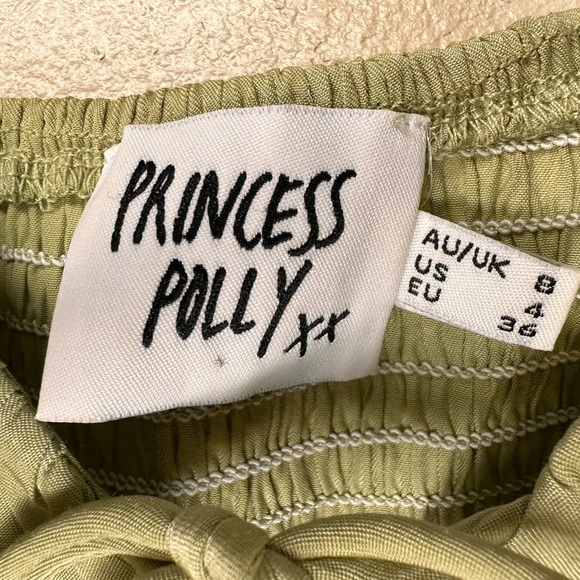 PRINCESS
POLLY xx
AU/UK 8
US 4
EU 36